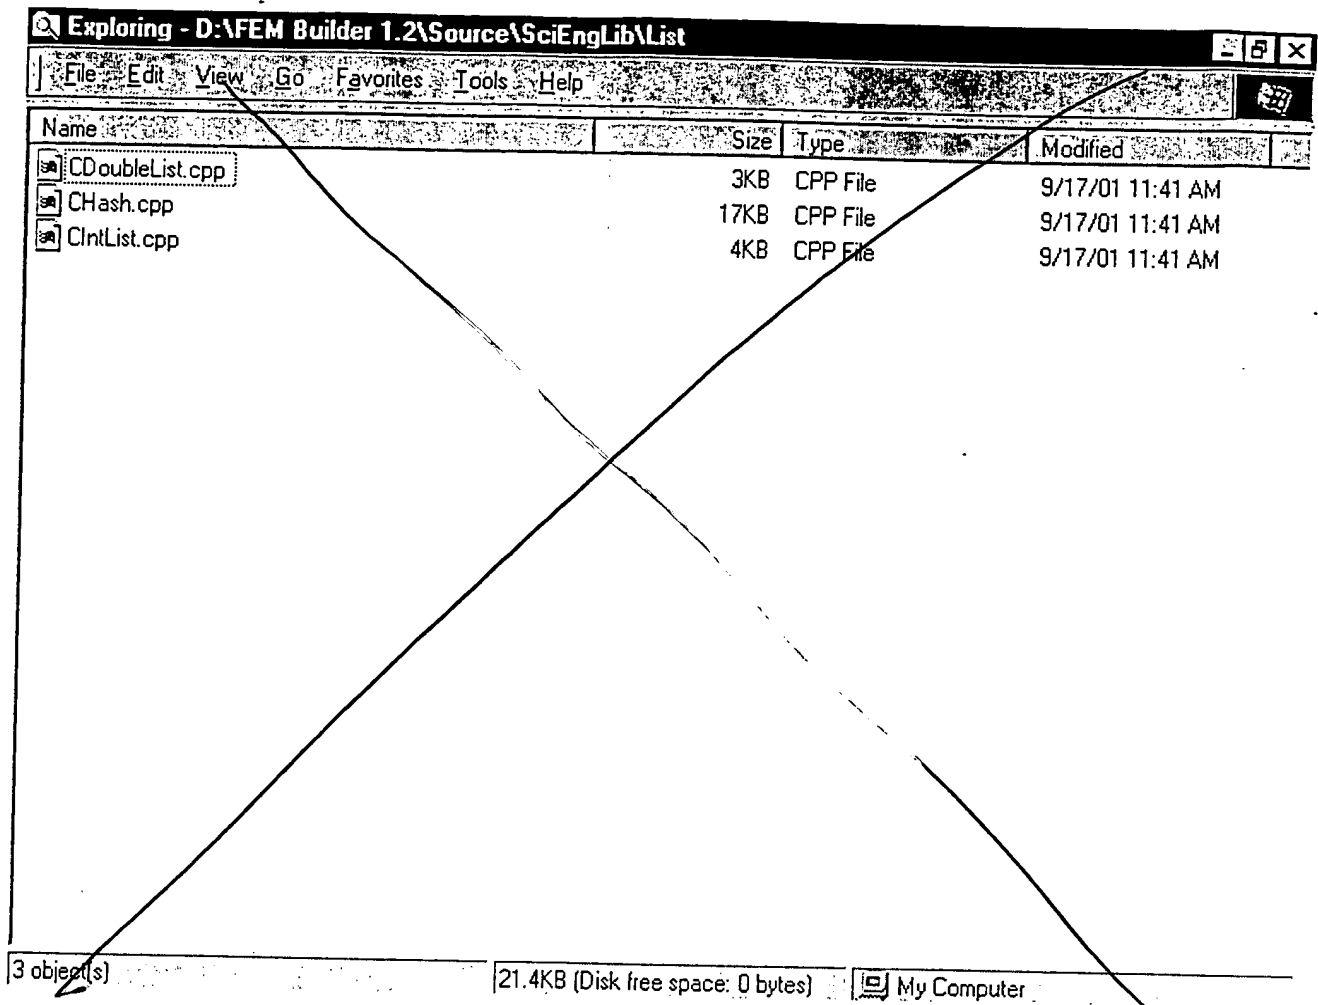 Exploring - D:\FEM Builder 1.2\Source\SciEngLib\List
File Edit View Go Favorites Tools Help
Name Size Type Modified
CDoubleList.cpp 3KB CPP File 9/17/01 11:41 AM
CHash.cpp 17KB CPP File 9/17/01 11:41 AM
CIntList.cpp 4KB CPP File 9/17/01 11:41 AM
3 object(s) 21.4KB (Disk free space: 0 bytes) My Computer